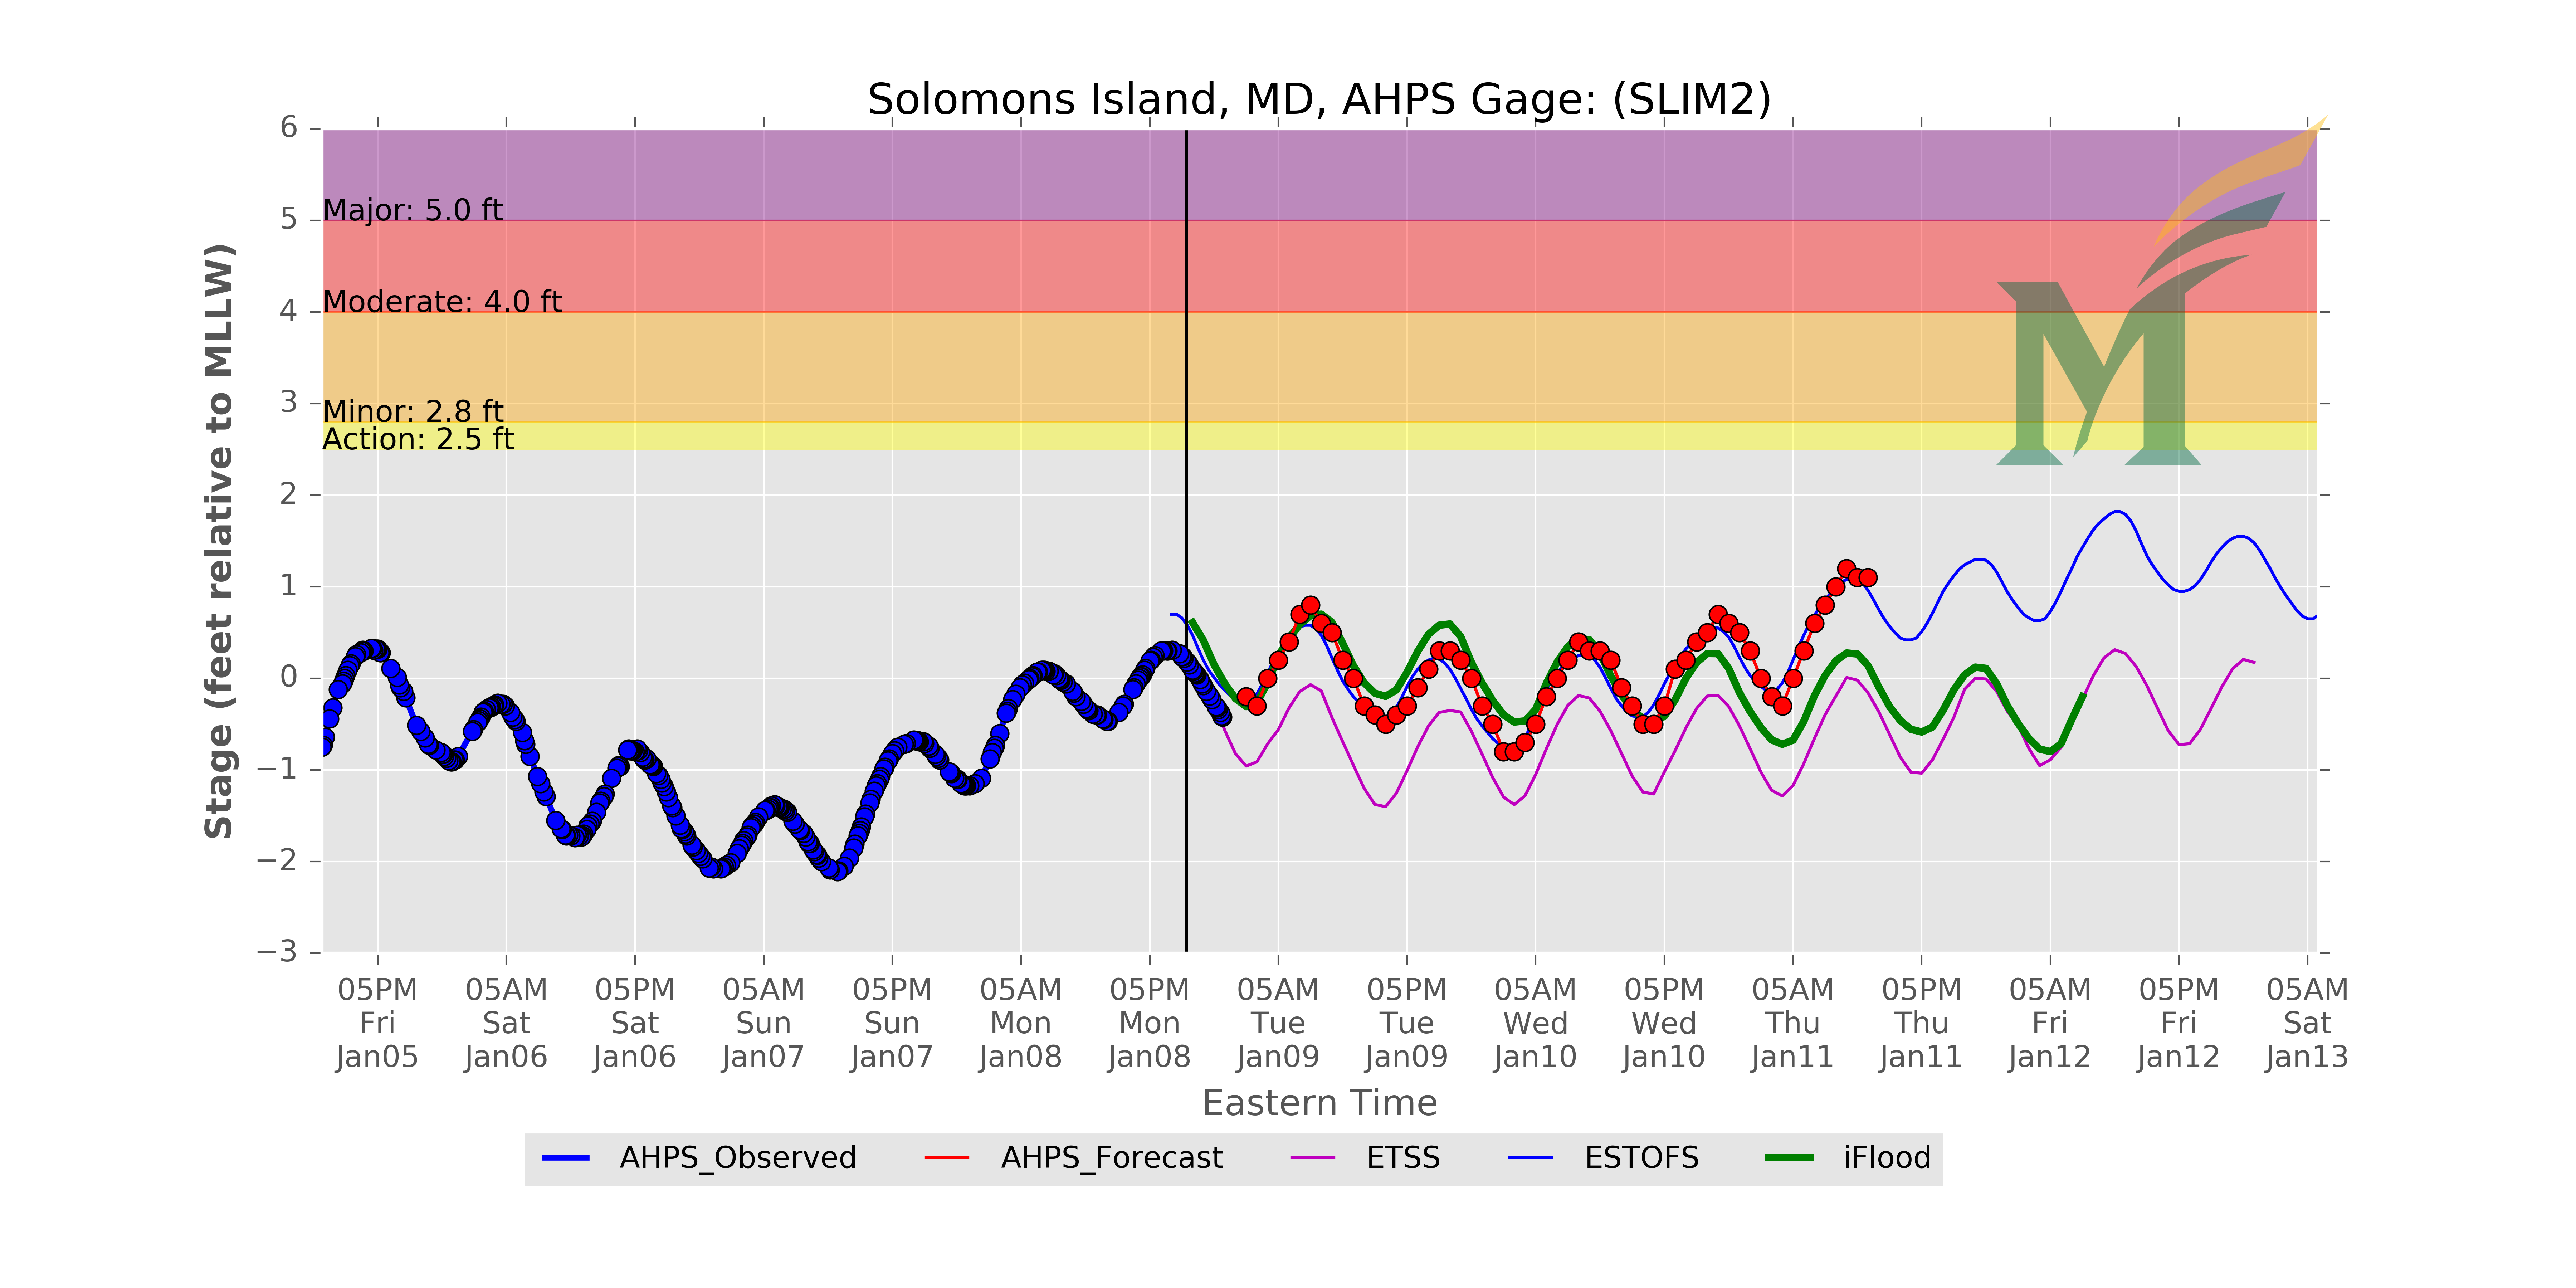 Solomons Island, MD, AHPS Gage: (SLIM2)
6
5
4
3
2
1
0
−1
−2
−3
Stage (feet relative to MLLW)
Major: 5.0 ft
Moderate: 4.0 ft
Minor: 2.8 ft
Action: 2.5 ft
M
05PM 05AM 05PM 05AM 05PM 05AM 05PM 05AM 05PM 05AM 05PM 05AM 05PM 05AM 05PM 05AM
Fri Sat Sat Sun Sun Mon Mon Tue Tue Wed Wed Thu Thu Fri Fri Sat
Jan05 Jan06 Jan06 Jan07 Jan07 Jan08 Jan08 Jan09 Jan09 Jan10 Jan10 Jan11 Jan11 Jan12 Jan12 Jan13
Eastern Time
AHPS_Observed AHPS_Forecast ETSS ESTOFS iFlood